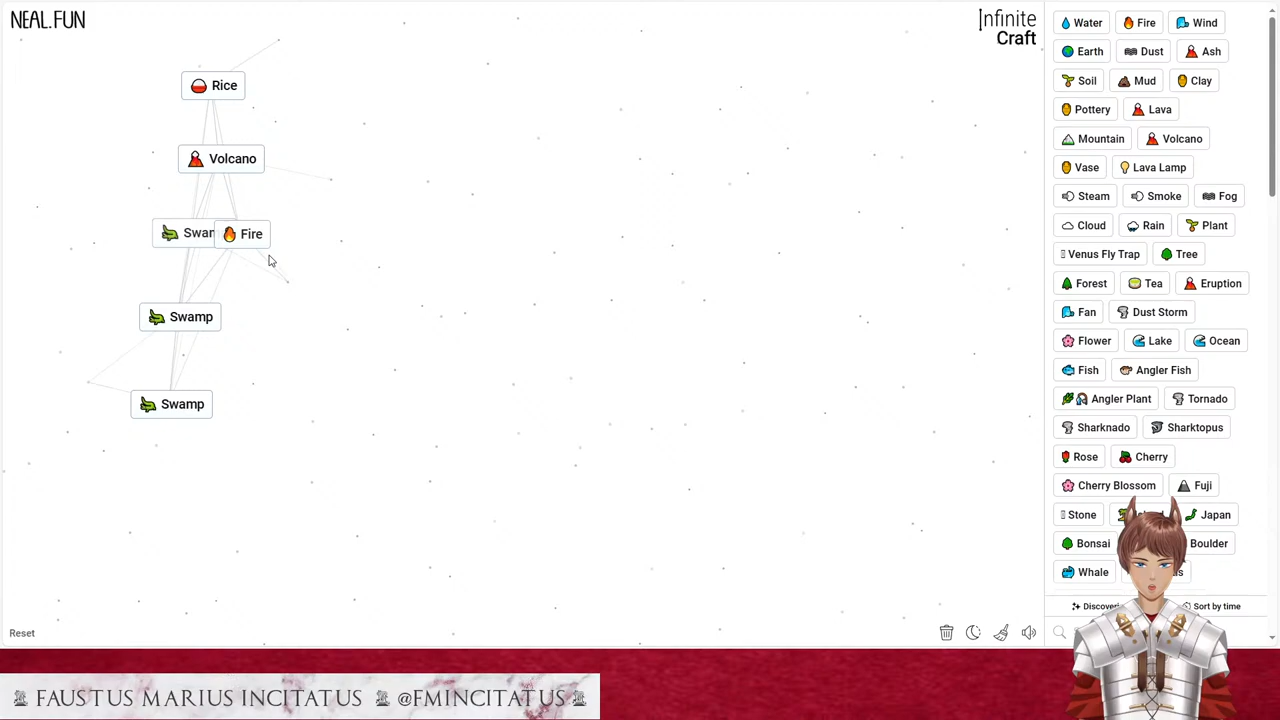 NEAL.FUN
Infinite
Craft
Rice
Volcano
Swam
Fire
Swamp
Swamp
Reset
Water
Fire
Wind
Earth
Dust
Ash
Soil
Mud
Clay
Pottery
Lava
Mountain
Volcano
Vase
Lava Lamp
Steam
Smoke
Fog
Cloud
Rain
Plant
Venus Fly Trap
Tree
Forest
Tea
Eruption
Fan
Dust Storm
Flower
Lake
Ocean
Fish
Angler Fish
Angler Plant
Tornado
Sharknado
Sharktopus
Rose
Cherry
Cherry Blossom
Fuji
Stone
Japan
Bonsai
Boulder
Whale
Discover
Sort by time
FAUSTUS MARIUS INCITATUS @FMINCITATUS